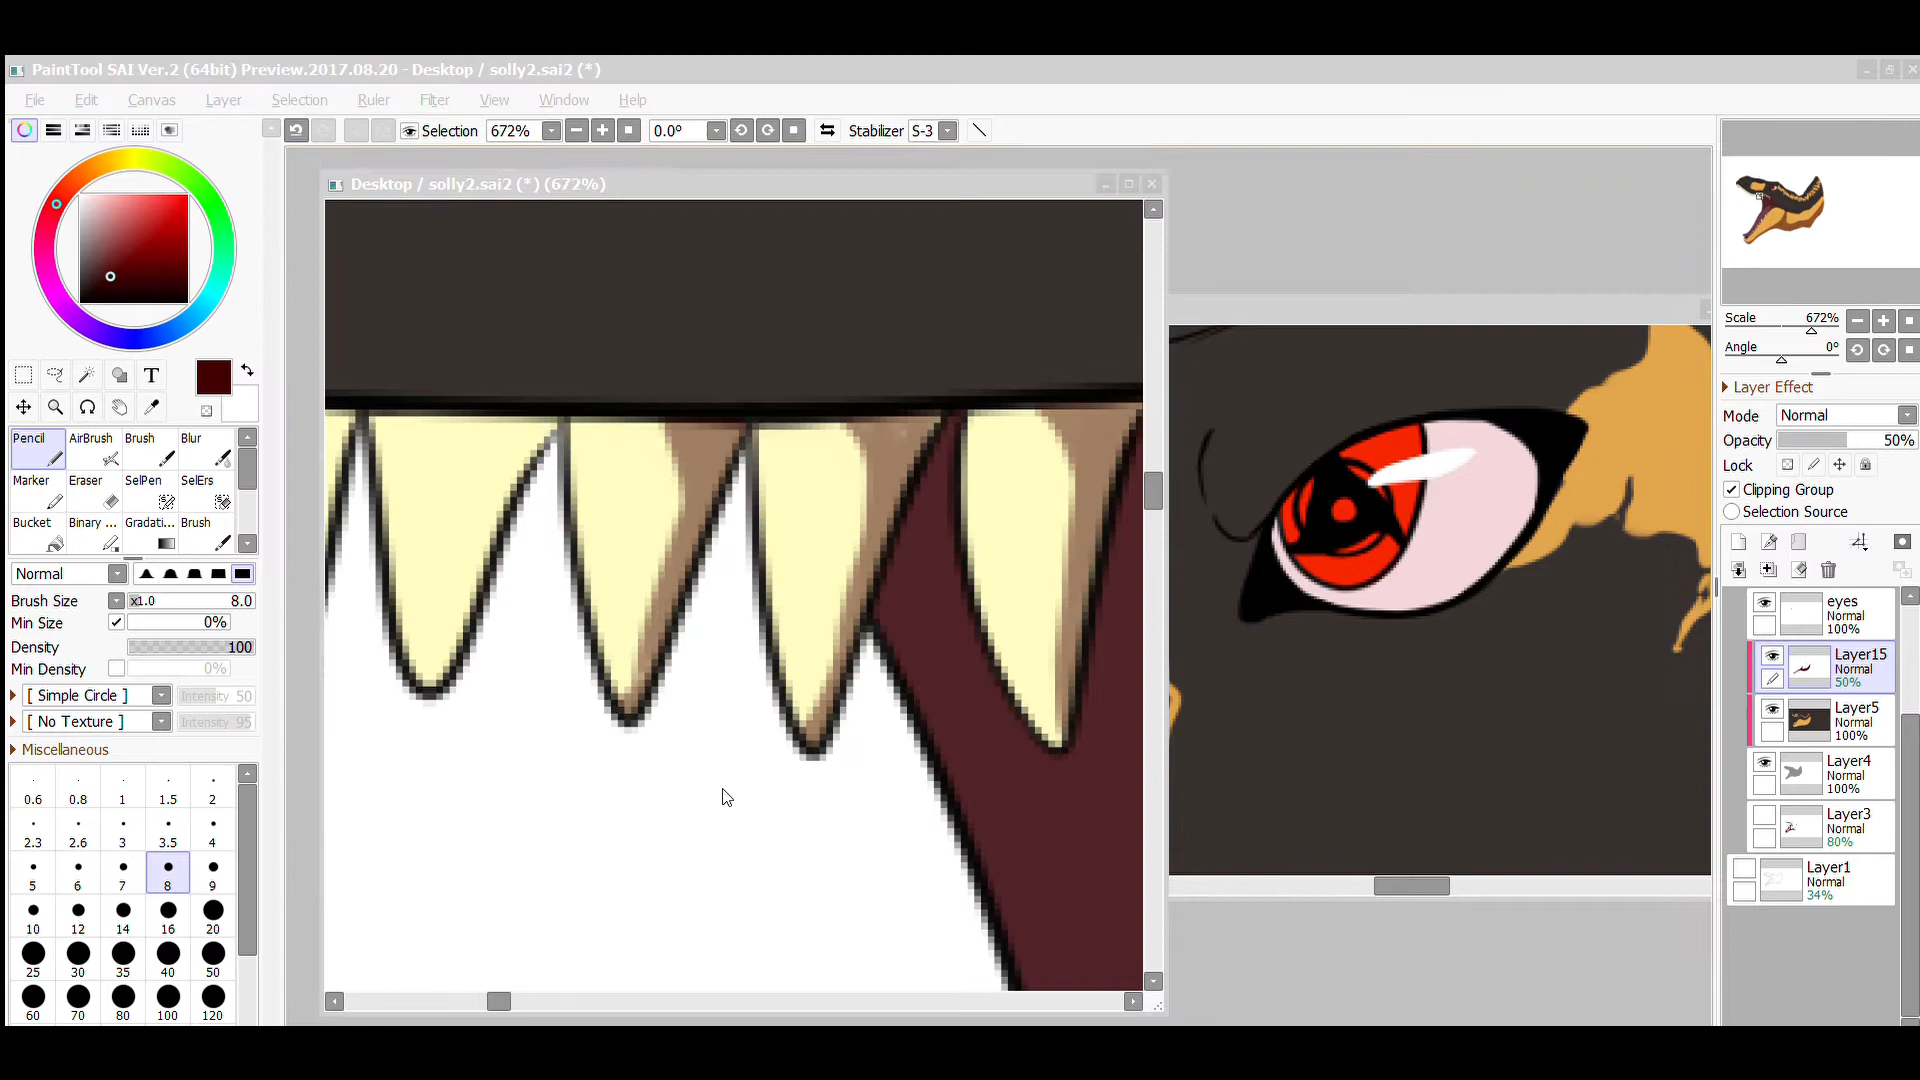 PaintTool SAI Ver.2 (64bit) Preview.2017.08.20 - Desktop / solly2.sai2 (*)
File Edit Canvas Layer Selection Ruler Filter View Window Help
Selection 672% 0.0º Stabilizer S-3
Desktop / solly2.sai2 (*) (672%)
T
Pencil AirBrush Brush Blur
Marker Eraser SelPen SelErs
Bucket Binary ... Gradati... Brush
Normal
Brush Size x1.0 8.0
Min Size 0%
Density 100
Min Density 0%
[ Simple Circle ] Intensity 50
[ No Texture ] Intensity 95
Miscellaneous
0.6 0.8 1 1.5 2
2.3 2.6 3 3.5 4
5 6 7 8 9
10 12 14 16 20
25 30 35 40 50
60 70 80 100 120
Scale 672%
Angle 0º
Layer Effect
Mode Normal
Opacity 50%
Lock
Clipping Group
Selection Source
eyes
Normal
100%
Layer15
Normal
50%
Layer5
Normal
100%
Layer4
Normal
100%
Layer3
Normal
80%
Layer1
Normal
34%